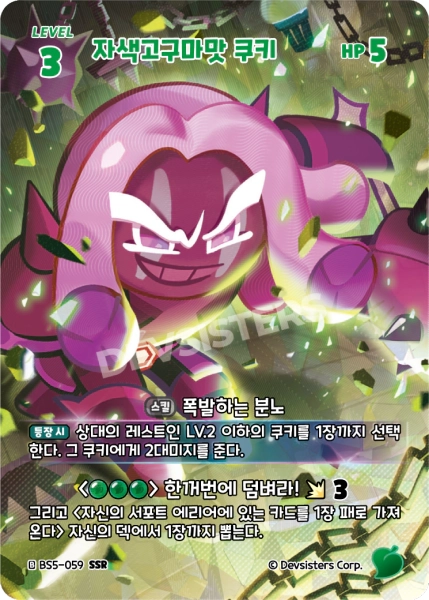 LEVEL
3
자색고구마맛 쿠키
HP 5
DEVSISTERS
스킬 폭발하는 분노
등장 시 상대의 레스트인 LV.2 이하의 쿠키를 1장까지 선택
한다. 그 쿠키에게 2대미지를 준다.
< > 한꺼번에 덤벼라! 3
그리고 <자신의 서포트 에리어에 있는 카드를 1장 패로 가져
온다> 자신의 덱에서 1장까지 뽑는다.
B BS5-059 SSR
© Devsisters Corp.